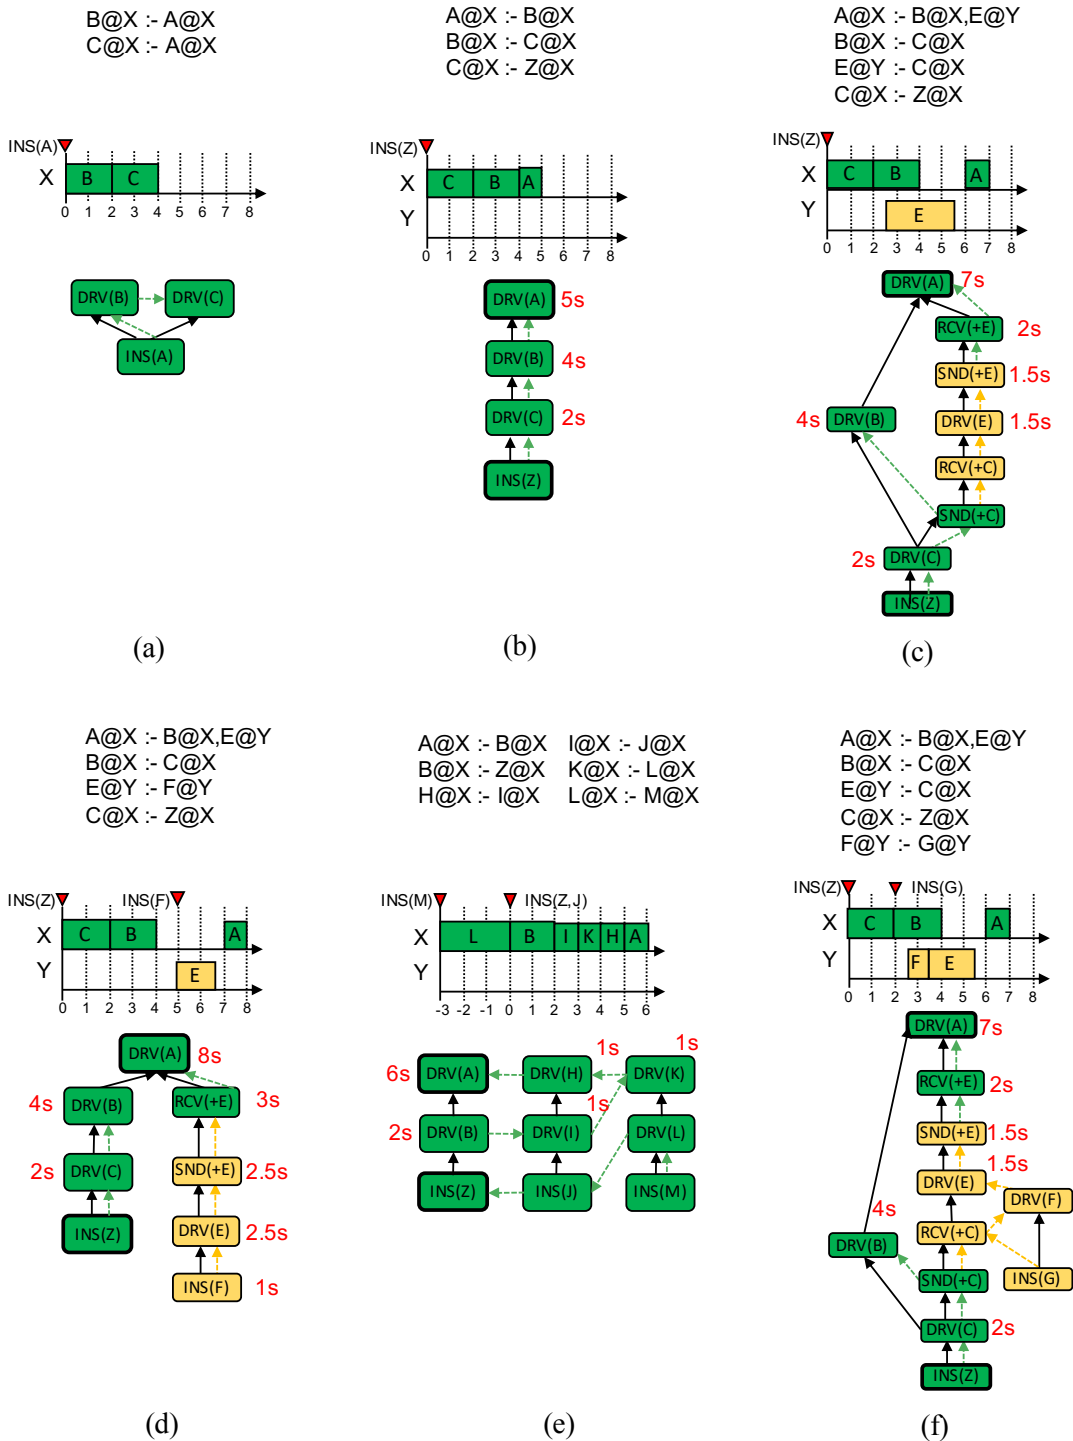 B@X :- A@X
C@X :- A@X
INS(A)
X
B C
0 1 2 3 4 5 6 7 8
DRV(B) DRV(C)
INS(A)
(a)
A@X :- B@X
B@X :- C@X
C@X :- Z@X
INS(Z)
X
C B A
Y
0 1 2 3 4 5 6 7 8
DRV(A) 5s
DRV(B) 4s
DRV(C) 2s
INS(Z)
(b)
A@X :- B@X,E@Y
B@X :- C@X
E@Y :- C@X
C@X :- Z@X
INS(Z)
X
C B A
Y
E
0 1 2 3 4 5 6 7 8
DRV(A) 7s
RCV(+E) 2s
SND(+E) 1.5s
4s DRV(B) DRV(E) 1.5s
RCV(+C)
SND(+C)
2s DRV(C)
INS(Z)
(c)
A@X :- B@X,E@Y
B@X :- C@X
E@Y :- F@Y
C@X :- Z@X
INS(Z) INS(F)
X
C B A
Y
E
0 1 2 3 4 5 6 7 8
DRV(A) 8s
4s DRV(B) RCV(+E) 3s
2s DRV(C) SND(+E) 2.5s
INS(Z) DRV(E) 2.5s
INS(F) 1s
(d)
A@X :- B@X I@X :- J@X
B@X :- Z@X K@X :- L@X
H@X :- I@X L@X :- M@X
INS(M) INS(Z,J)
X
L B I K H A
Y
-3 -2 -1 0 1 2 3 4 5 6
1s 1s
6s DRV(A) DRV(H) DRV(K)
1s
2s DRV(B) DRV(I) DRV(L)
INS(Z) INS(J) INS(M)
(e)
A@X :- B@X,E@Y
B@X :- C@X
E@Y :- C@X
C@X :- Z@X
F@Y :- G@Y
INS(Z) INS(G)
X
C B A
Y
F E
0 1 2 3 4 5 6 7 8
DRV(A) 7s
RCV(+E) 2s
SND(+E) 1.5s
1.5s
DRV(E) DRV(F)
4s
DRV(B) RCV(+C)
SND(+C) INS(G)
DRV(C) 2s
INS(Z)
(f)